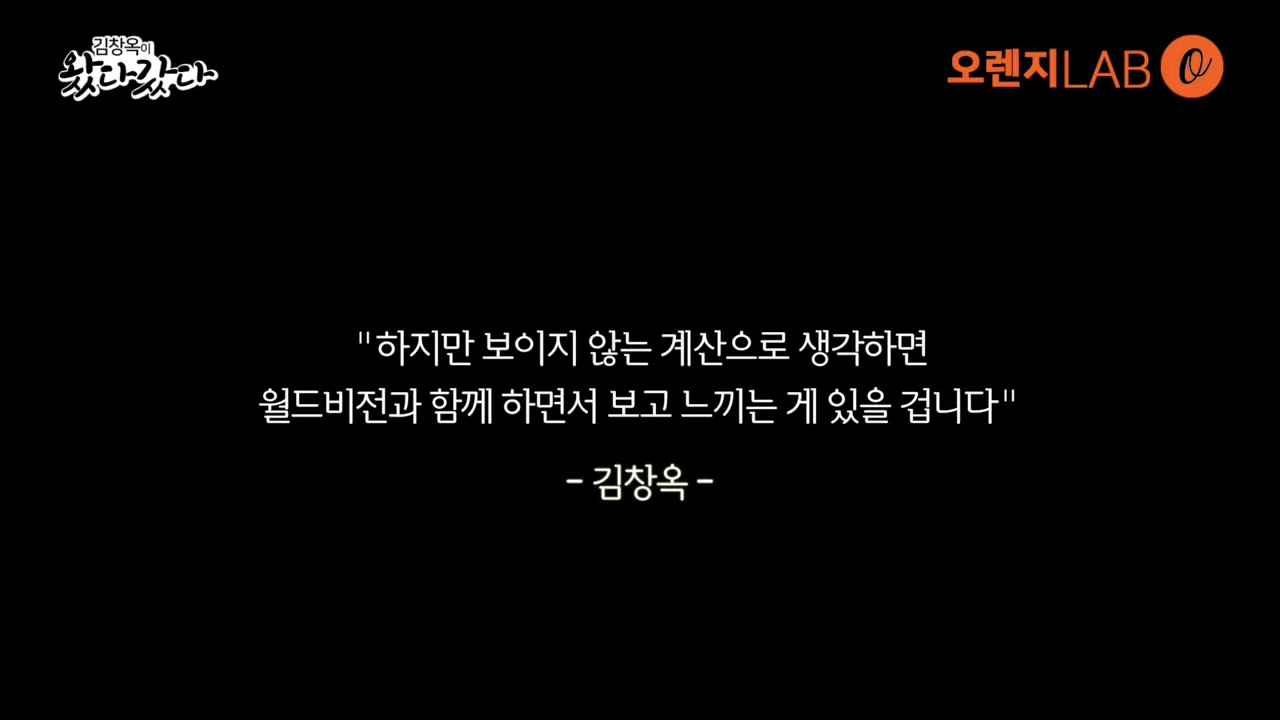 김창옥이
왔다갔다
오렌지LAB
"하지만 보이지 않는 계산으로 생각하면
월드비전과 함께 하면서 보고 느끼는 게 있을 겁니다"
- 김창옥 -